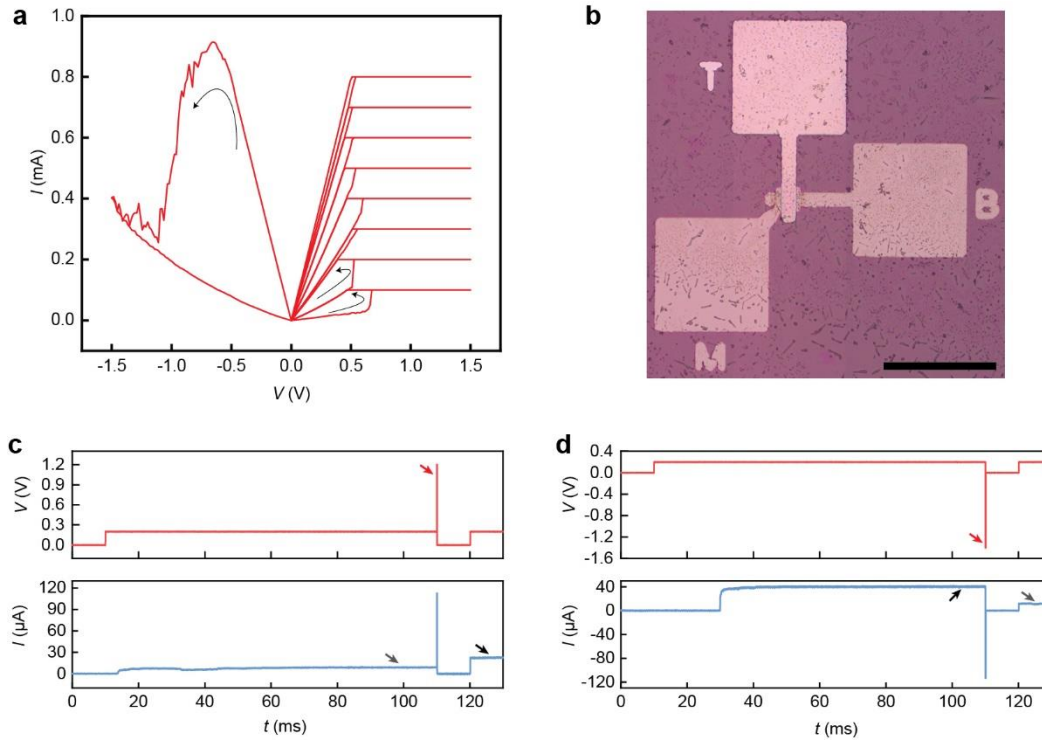 a
1.0
0.8
0.6
0.4
0.2
0.0
I (mA)
-1.5 -1.0 -0.5 0.0 0.5 1.0 1.5
V (V)
b
T
B
M
c
1.2
0.9
0.6
0.3
0.0
V (V)
120
90
60
30
0
I (µA)
0 20 40 60 80 100 120
t (ms)
d
0.4
0.0
-0.4
-0.8
-1.2
-1.6
V (V)
40
0
-40
-80
-120
I (µA)
0 20 40 60 80 100 120
t (ms)